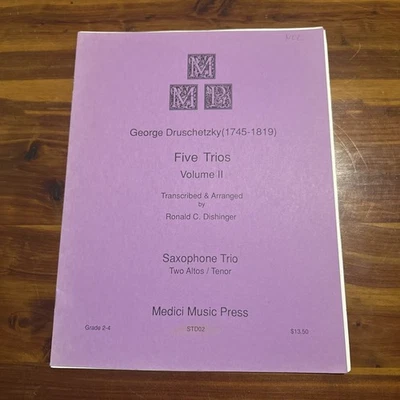 M
M P
George Druschetzky(1745-1819)
Five Trios
Volume II
Transcribed & Arranged
by
Ronald C. Dishinger
Saxophone Trio
Two Altos / Tenor
Medici Music Press
Grade 2-4 ST002 $13.50